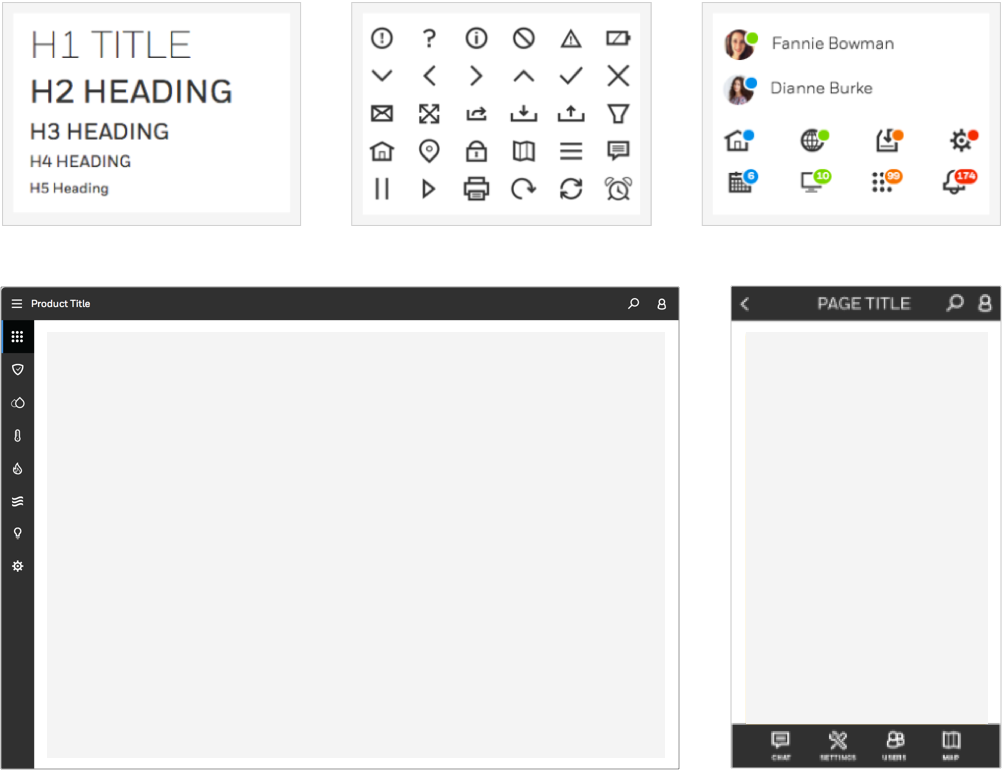 H1 TITLE
H2 HEADING
H3 HEADING
H4 HEADING
H5 Heading
Fannie Bowman
Dianne Burke
6 10 99 174
Product Title
PAGE TITLE
CHAT SETTINGS USERS MAP